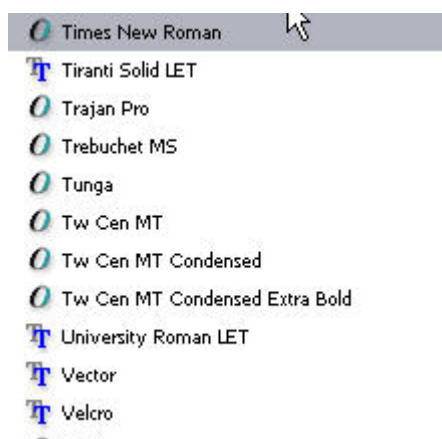 Times New Roman
Tiranti Solid LET
Trajan Pro
Trebuchet MS
Tunga
Tw Cen MT
Tw Cen MT Condensed
Tw Cen MT Condensed Extra Bold
University Roman LET
Vector
Velcro